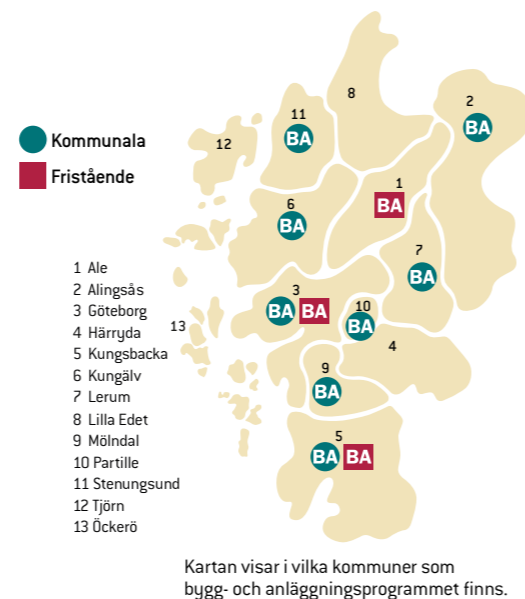 8
2
11
BA
BA
12
Kommunala
Fristående
1
BA
6
BA
7
BA
1 Ale
2 Alingsås
3 Göteborg
4 Härryda
5 Kungsbacka
6 Kungälv
7 Lerum
8 Lilla Edet
9 Mölndal
10 Partille
11 Stenungsund
12 Tjörn
13 Öckerö
13
3
BA BA
10
BA
4
9
BA
5
BA BA
Kartan visar i vilka kommuner som
bygg- och anläggningsprogrammet finns.